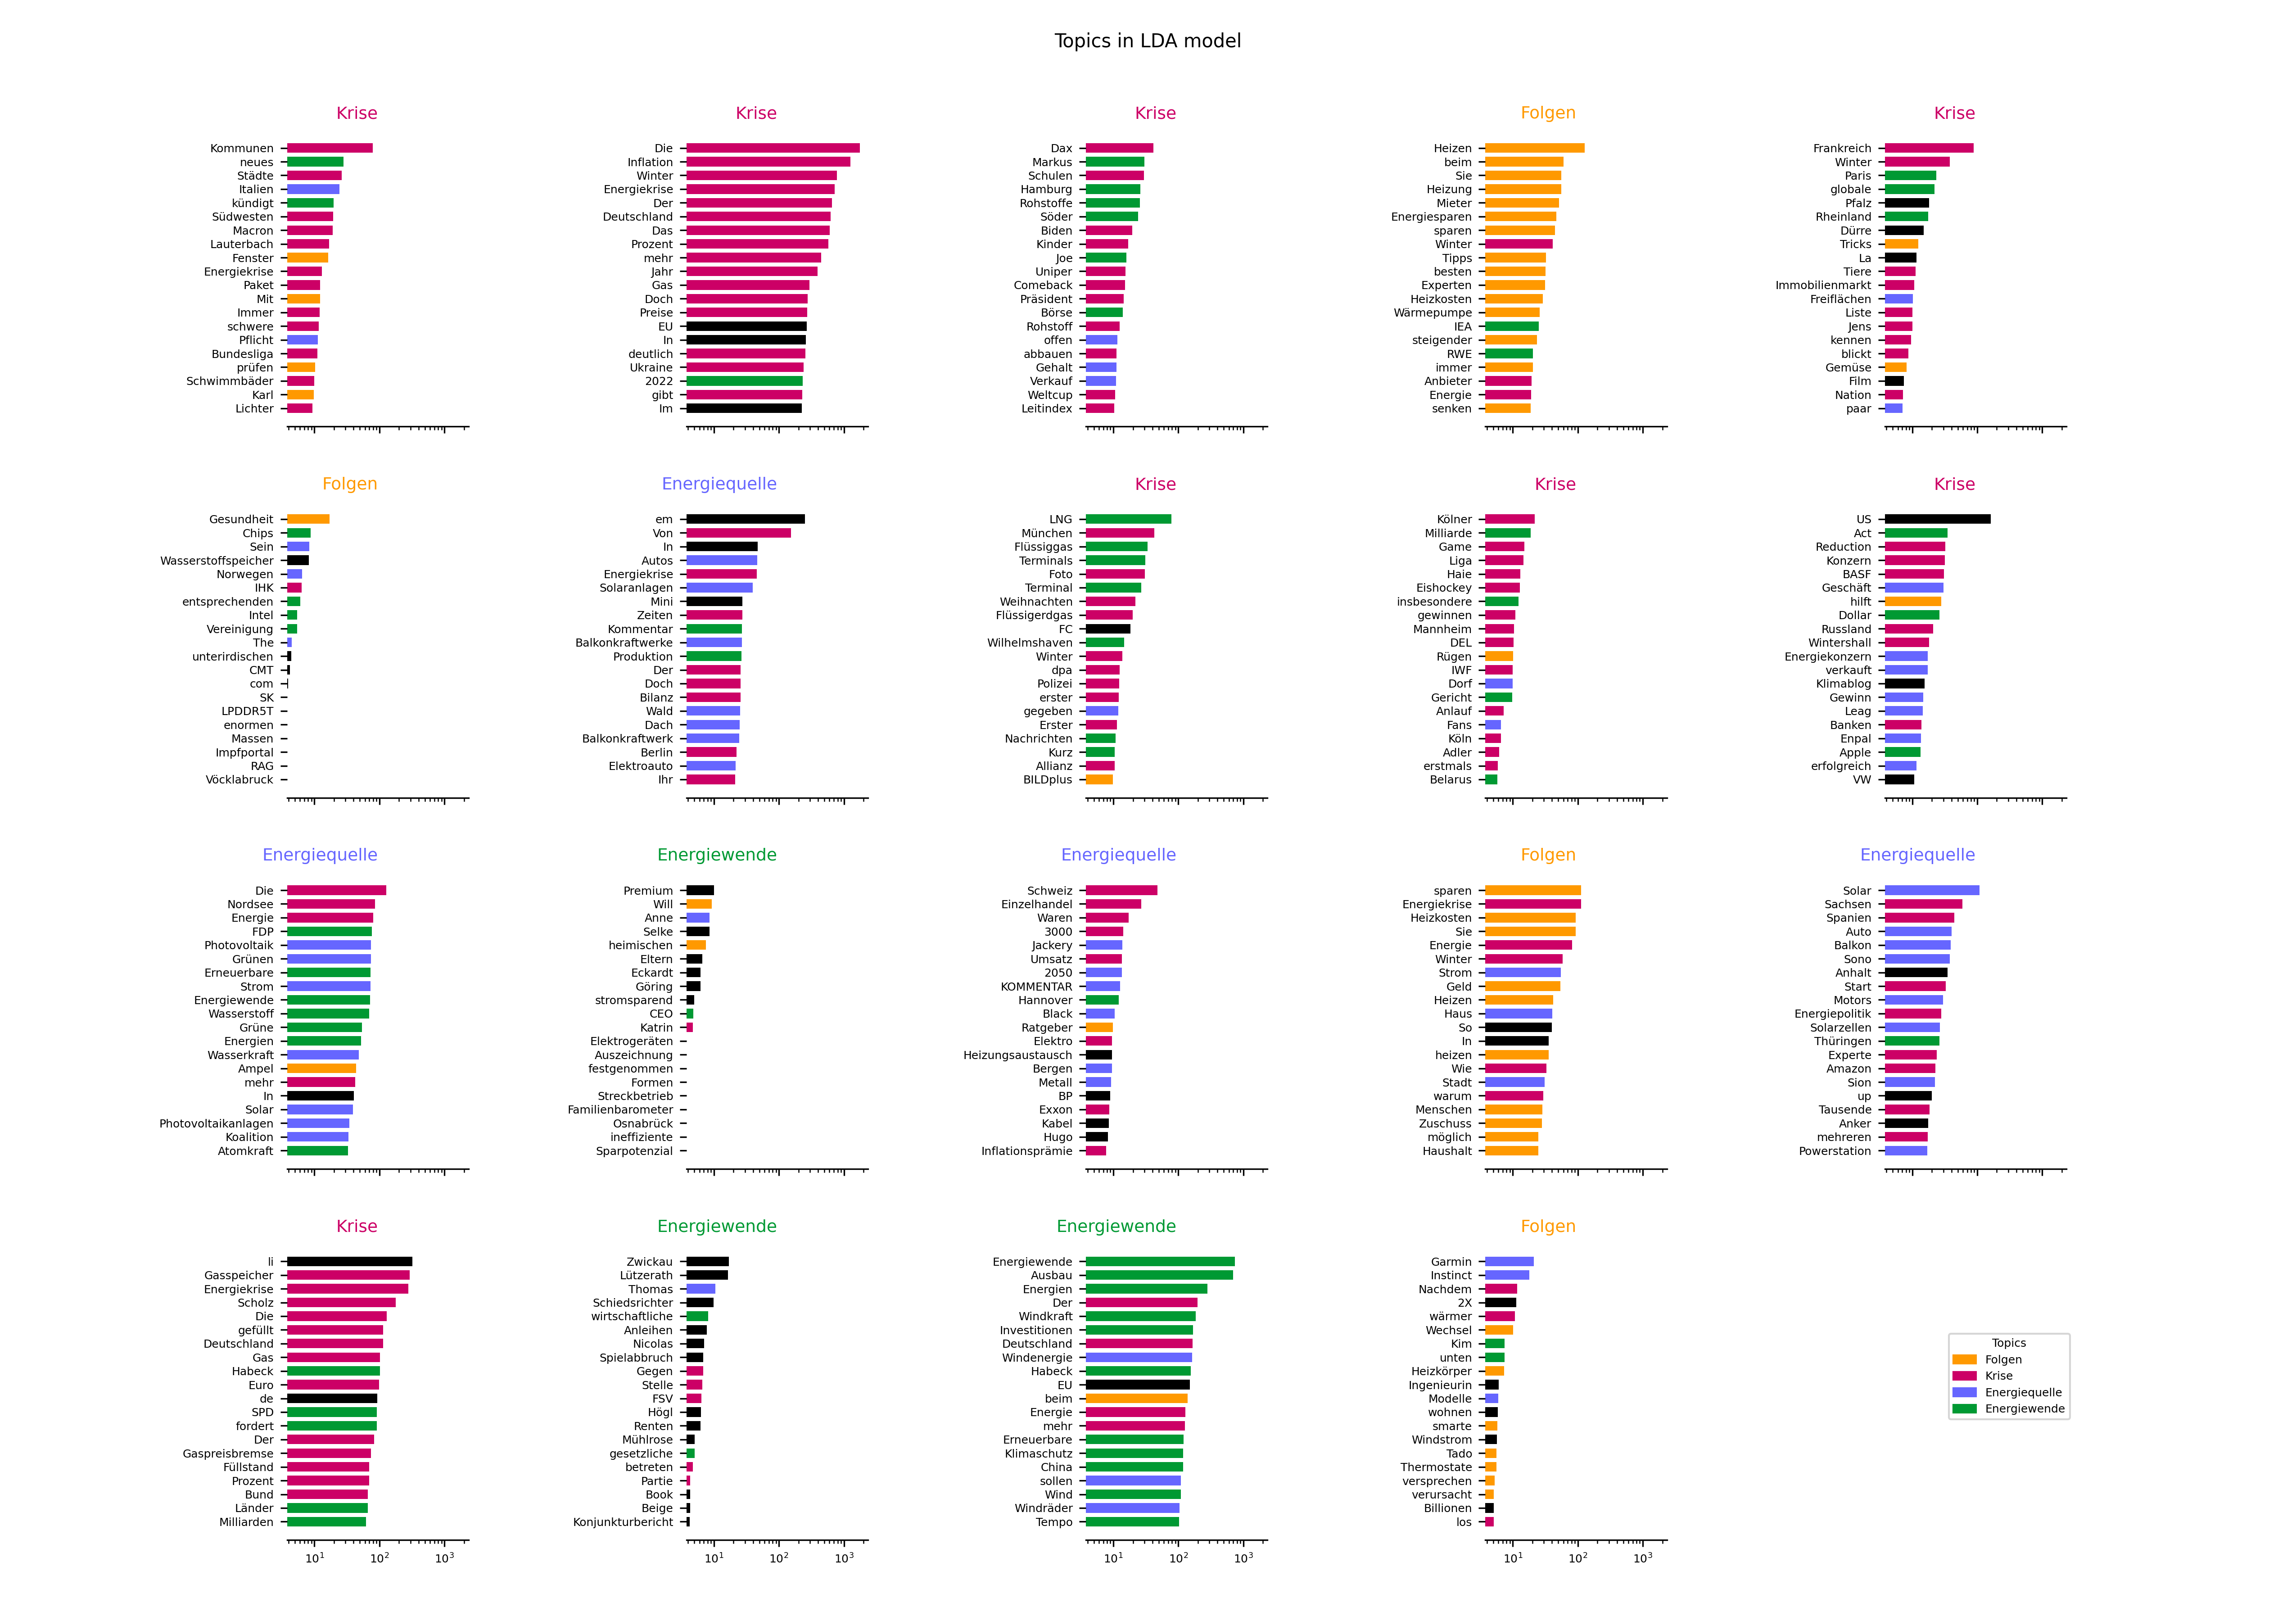 Topics in LDA model
Krise
Kommunen
neues
Städte
Italien
kündigt
Südwesten
Macron
Lauterbach
Fenster
Energiekrise
Paket
Mit
Immer
schwere
Pflicht
Bundesliga
prüfen
Schwimmbäder
Karl
Lichter
Krise
Die
Inflation
Winter
Energiekrise
Der
Deutschland
Das
Prozent
mehr
Jahr
Gas
Doch
Preise
EU
In
deutlich
Ukraine
2022
gibt
Im
Krise
Dax
Markus
Schulen
Hamburg
Rohstoffe
Söder
Biden
Kinder
Joe
Uniper
Comeback
Präsident
Börse
Rohstoff
offen
abbauen
Gehalt
Verkauf
Weltcup
Leitindex
Folgen
Heizen
beim
Sie
Heizung
Mieter
Energiesparen
sparen
Winter
Tipps
besten
Experten
Heizkosten
Wärmepumpe
IEA
steigender
RWE
immer
Anbieter
Energie
senken
Krise
Frankreich
Winter
Paris
globale
Pfalz
Rheinland
Dürre
Tricks
La
Tiere
Immobilienmarkt
Freiflächen
Liste
Jens
kennen
blickt
Gemüse
Film
Nation
paar
Folgen
Gesundheit
Chips
Sein
Wasserstoffspeicher
Norwegen
IHK
entsprechenden
Intel
Vereinigung
The
unterirdischen
CMT
com
SK
LPDDR5T
enormen
Massen
Impfportal
RAG
Vöcklabruck
Energiequelle
em
Von
In
Autos
Energiekrise
Solaranlagen
Mini
Zeiten
Kommentar
Balkonkraftwerke
Produktion
Der
Doch
Bilanz
Wald
Dach
Balkonkraftwerk
Berlin
Elektroauto
Ihr
Krise
LNG
München
Flüssiggas
Terminals
Foto
Terminal
Weihnachten
Flüssigerdgas
FC
Wilhelmshaven
Winter
dpa
Polizei
erster
gegeben
Erster
Nachrichten
Kurz
Allianz
BILDplus
Krise
Kölner
Milliarde
Game
Liga
Haie
Eishockey
insbesondere
gewinnen
Mannheim
DEL
Rügen
IWF
Dorf
Gericht
Anlauf
Fans
Köln
Adler
erstmals
Belarus
Krise
US
Act
Reduction
Konzern
BASF
Geschäft
hilft
Dollar
Russland
Wintershall
Energiekonzern
verkauft
Klimablog
Gewinn
Leag
Banken
Enpal
Apple
erfolgreich
VW
Energiequelle
Die
Nordsee
Energie
FDP
Photovoltaik
Grünen
Erneuerbare
Strom
Energiewende
Wasserstoff
Grüne
Energien
Wasserkraft
Ampel
mehr
In
Solar
Photovoltaikanlagen
Koalition
Atomkraft
Energiewende
Premium
Will
Anne
Selke
heimischen
Eltern
Eckardt
Göring
stromsparend
CEO
Katrin
Elektrogeräten
Auszeichnung
festgenommen
Formen
Streckbetrieb
Familienbarometer
Osnabrück
ineffiziente
Sparpotenzial
Energiequelle
Schweiz
Einzelhandel
Waren
3000
Jackery
Umsatz
2050
KOMMENTAR
Hannover
Black
Ratgeber
Elektro
Heizungsaustausch
Bergen
Metall
BP
Exxon
Kabel
Hugo
Inflationsprämie
Folgen
sparen
Energiekrise
Heizkosten
Sie
Energie
Winter
Strom
Geld
Heizen
Haus
So
In
heizen
Wie
Stadt
warum
Menschen
Zuschuss
möglich
Haushalt
Energiequelle
Solar
Sachsen
Spanien
Auto
Balkon
Sono
Anhalt
Start
Motors
Energiepolitik
Solarzellen
Thüringen
Experte
Amazon
Sion
up
Tausende
Anker
mehreren
Powerstation
Krise
li
Gasspeicher
Energiekrise
Scholz
Die
gefüllt
Deutschland
Gas
Habeck
Euro
de
SPD
fordert
Der
Gaspreisbremse
Füllstand
Prozent
Bund
Länder
Milliarden
10¹ 10² 10³
Energiewende
Zwickau
Lützerath
Thomas
Schiedsrichter
wirtschaftliche
Anleihen
Nicolas
Spielabbruch
Gegen
Stelle
FSV
Högl
Renten
Mühlrose
gesetzliche
betreten
Partie
Book
Beige
Konjunkturbericht
10¹ 10² 10³
Energiewende
Energiewende
Ausbau
Energien
Der
Windkraft
Investitionen
Deutschland
Windenergie
Habeck
EU
beim
Energie
mehr
Erneuerbare
Klimaschutz
China
sollen
Wind
Windräder
Tempo
10¹ 10² 10³
Folgen
Garmin
Instinct
Nachdem
2X
wärmer
Wechsel
Kim
unten
Heizkörper
Ingenieurin
Modelle
wohnen
smarte
Windstrom
Tado
Thermostate
versprechen
verursacht
Billionen
los
10¹ 10² 10³
Topics
Folgen
Krise
Energiequelle
Energiewende